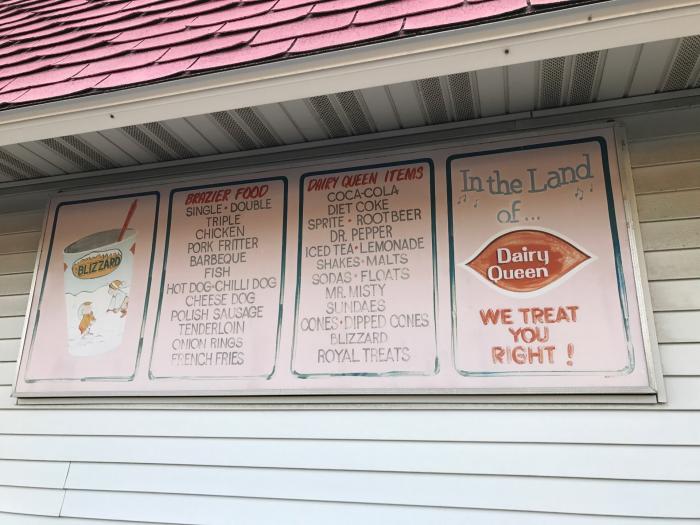 BLIZZARD
BRAZIER FOOD
SINGLE • DOUBLE
TRIPLE
CHICKEN
PORK FRITTER
BARBEQUE
FISH
HOT DOG • CHILLI DOG
CHEESE DOG
POLISH SAUSAGE
TENDERLOIN
ONION RINGS
FRENCH FRIES
DAIRY QUEEN ITEMS
COCA-COLA
DIET COKE
SPRITE • ROOT BEER
DR. PEPPER
ICED TEA • LEMONADE
SHAKES • MALTS
SODAS • FLOATS
MR. MISTY
SUNDAES
CONES • DIPPED CONES
BLIZZARD
ROYAL TREATS
In the Land
of...
Dairy
Queen
WE TREAT
YOU
RIGHT !